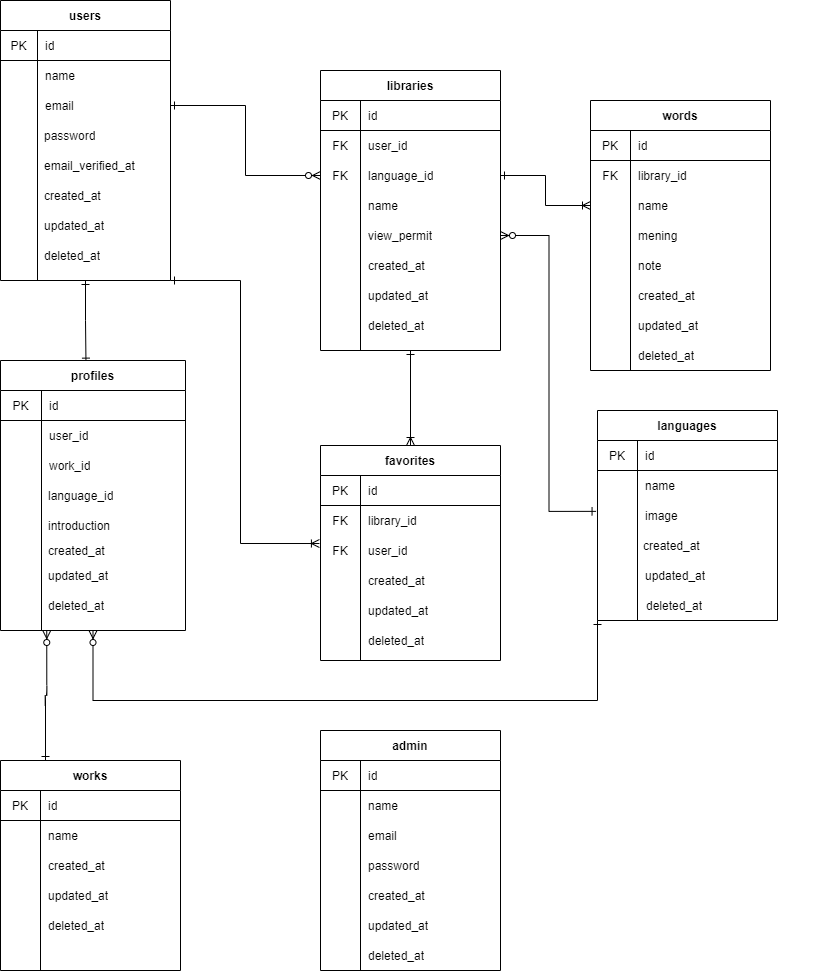 users
PK id
name
email
password
email_verified_at
created_at
updated_at
deleted_at
libraries
PK id
FK user_id
FK language_id
name
view_permit
created_at
updated_at
deleted_at
words
PK id
FK library_id
name
mening
note
created_at
updated_at
deleted_at
profiles
PK id
user_id
work_id
language_id
introduction
created_at
updated_at
deleted_at
favorites
PK id
FK library_id
FK user_id
created_at
updated_at
deleted_at
languages
PK id
name
image
created_at
updated_at
deleted_at
works
PK id
name
created_at
updated_at
deleted_at
admin
PK id
name
email
password
created_at
updated_at
deleted_at